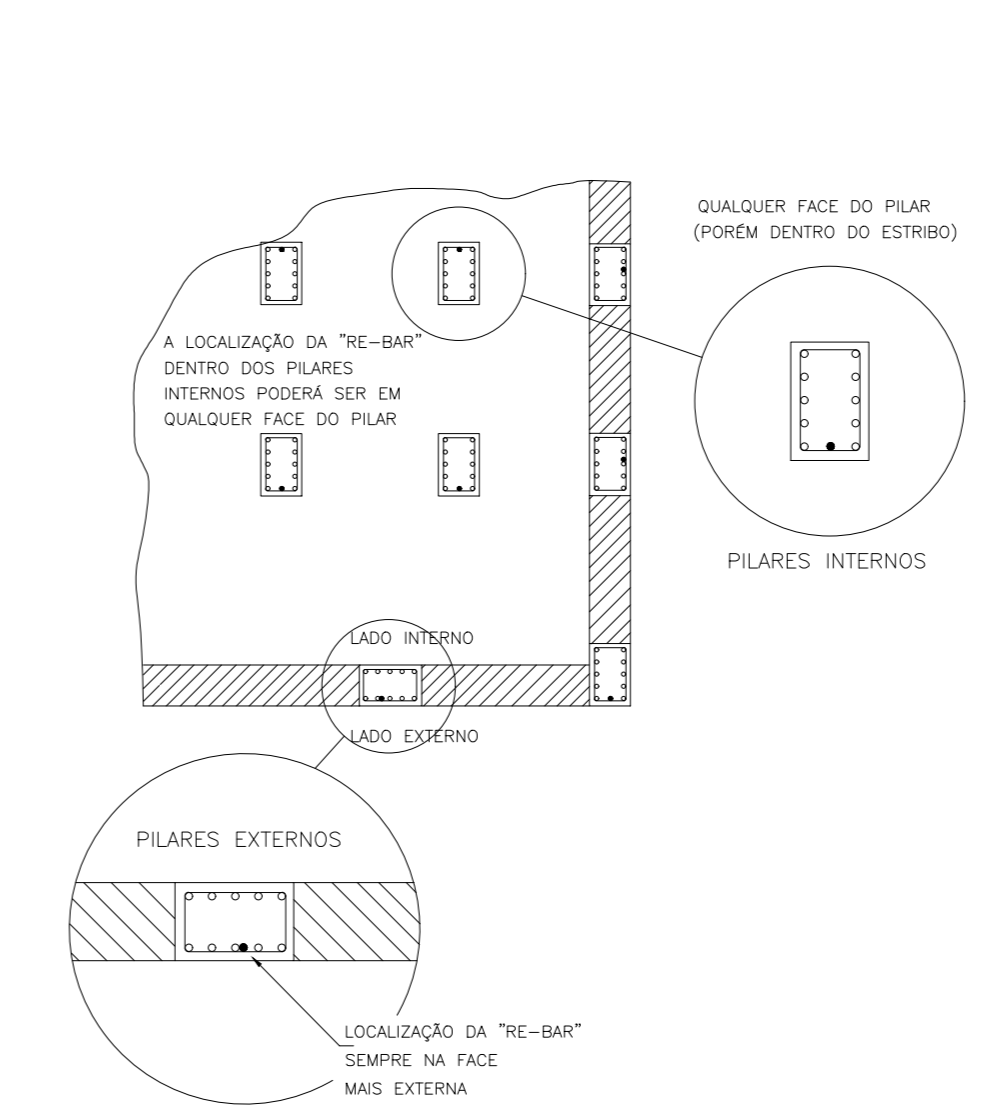 QUALQUER FACE DO PILAR
(PORÉM DENTRO DO ESTRIBO)
A LOCALIZAÇÃO DA "RE-BAR"
DENTRO DOS PILARES
INTERNOS PODERÁ SER EM
QUALQUER FACE DO PILAR
PILARES INTERNOS
LADO INTERNO
LADO EXTERNO
PILARES EXTERNOS
LOCALIZAÇÃO DA "RE-BAR"
SEMPRE NA FACE
MAIS EXTERNA